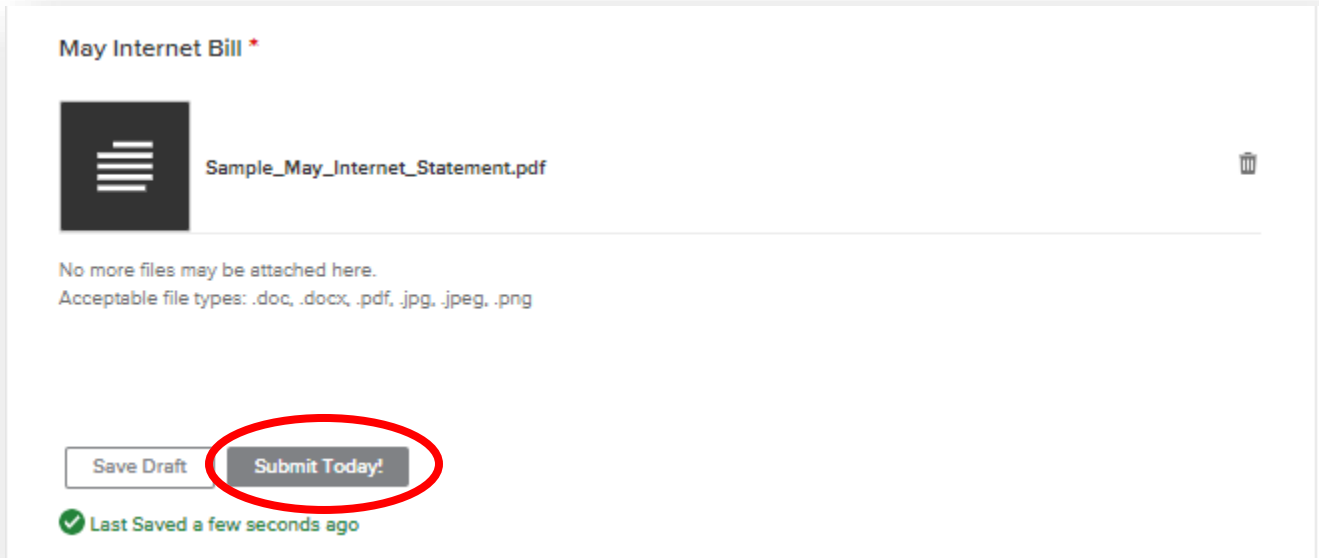 May Internet Bill *
Sample_May_Internet_Statement.pdf
No more files may be attached here.
Acceptable file types: .doc, .docx, .pdf, .jpg, .jpeg, .png
Save Draft
Submit Today!
Last Saved a few seconds ago